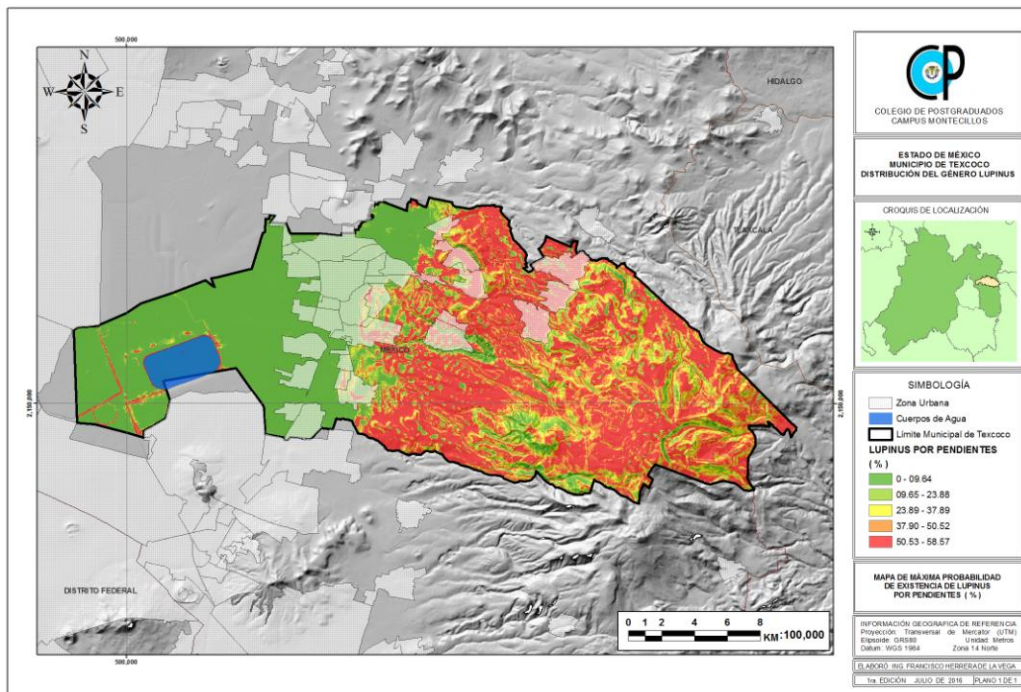 500,000
N
W E
S
HIDALGO
TLAXCALA
MÉXICO
2,150,000
2,150,000
DISTRITO FEDERAL
0 1 2 4 6 8
KM 1:100,000
500,000
CP
COLEGIO DE POSTGRADUADOS
CAMPUS MONTECILLOS
ESTADO DE MÉXICO
MUNICIPIO DE TEXCOCO
DISTRIBUCIÓN DEL GÉNERO LUPINUS
CROQUIS DE LOCALIZACIÓN
SIMBOLOGÍA
Zona Urbana
Cuerpos de Agua
Límite Municipal de Texcoco
LUPINUS POR PENDIENTES
( % )
0 - 09.64
09.65 - 23.88
23.89 - 37.89
37.90 - 50.52
50.53 - 58.57
MAPA DE MÁXIMA PROBABILIDAD
DE EXISTENCIA DE LUPINUS
POR PENDIENTES ( % )
INFORMACIÓN GEOGRAFICA DE REFERENCIA
Proyección: Transversal de Mercator (UTM)
Elipsoide: GRS80 Unidad: Metros
Datum: WGS 1984 Zona 14 Norte
ELABORÓ: ING. FRANCISCO HERRERA DE LA VEGA
1ra. EDICIÓN JULIO DE 2016 PLANO 1 DE 1